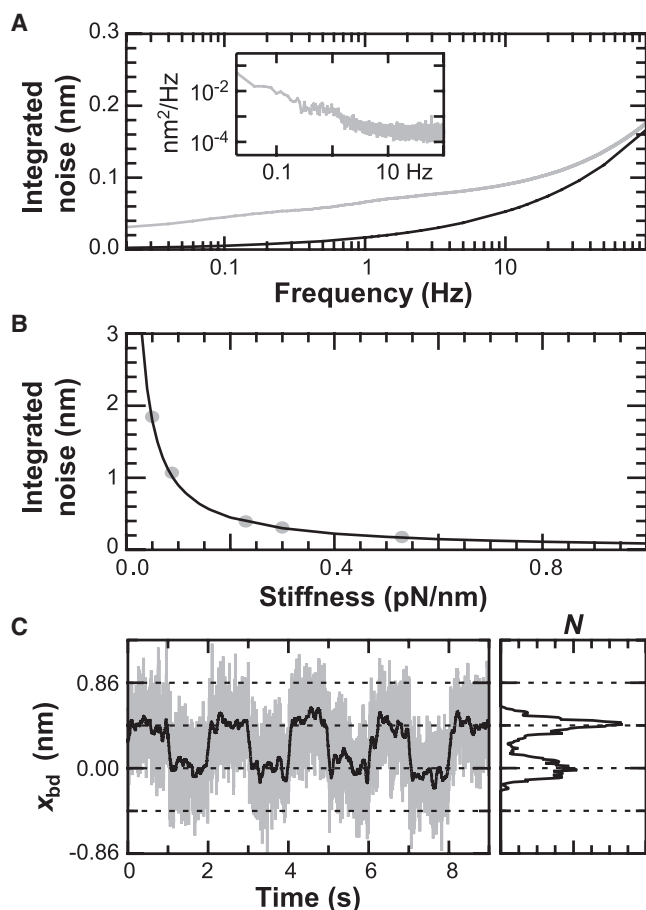 A
0.3
0.2
0.1
0.0
Integrated
noise (nm)
nm²/Hz
10⁻²
10⁻⁴
0.1
10 Hz
0.1
1
10
Frequency (Hz)
B
3
2
1
0
Integrated
noise (nm)
0.0
0.4
0.8
Stiffness (pN/nm)
C
N
0.86
0.00
-0.86
x_bd (nm)
0
2
4
6
8
Time (s)